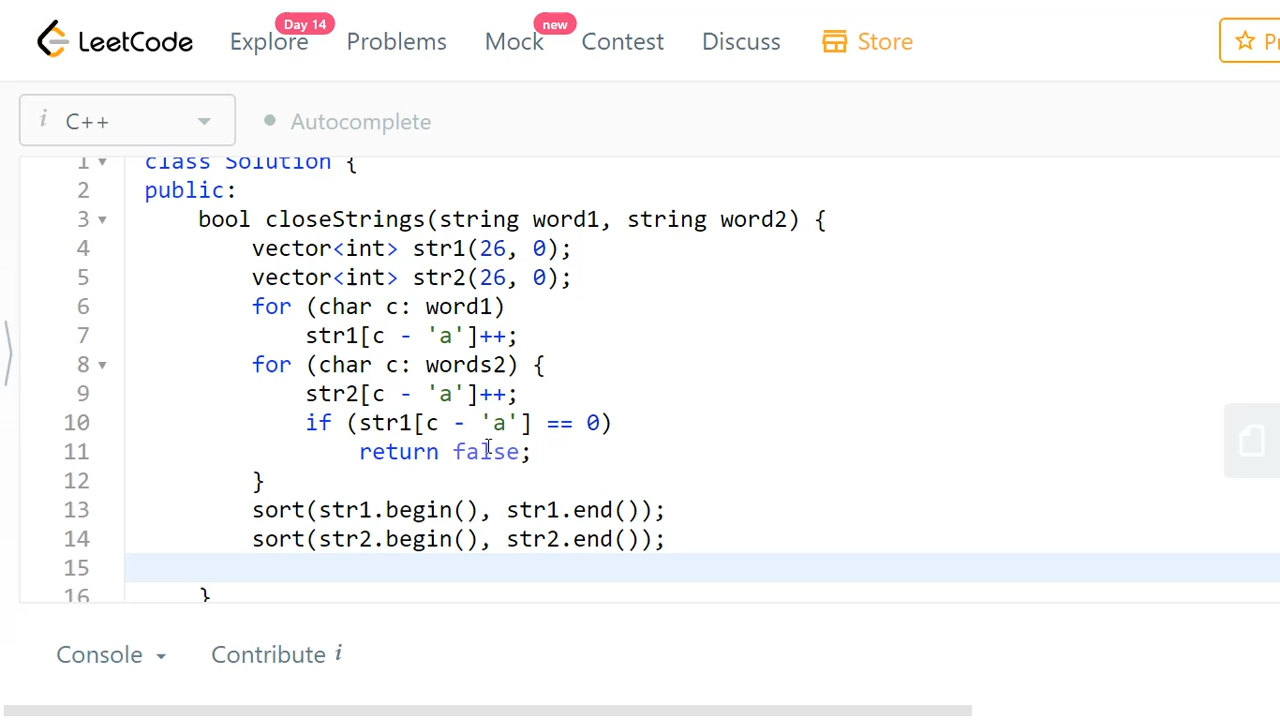 LeetCode Explore Day 14 Problems Mock new Contest Discuss Store Pr
i C++ Autocomplete
1 class Solution {
2 public:
3 bool closeStrings(string word1, string word2) {
4 vector<int> str1(26, 0);
5 vector<int> str2(26, 0);
6 for (char c: word1)
7 str1[c - 'a']++;
8 for (char c: words2) {
9 str2[c - 'a']++;
10 if (str1[c - 'a'] == 0)
11 return false;
12 }
13 sort(str1.begin(), str1.end());
14 sort(str2.begin(), str2.end());
15
16 }
Console Contribute i